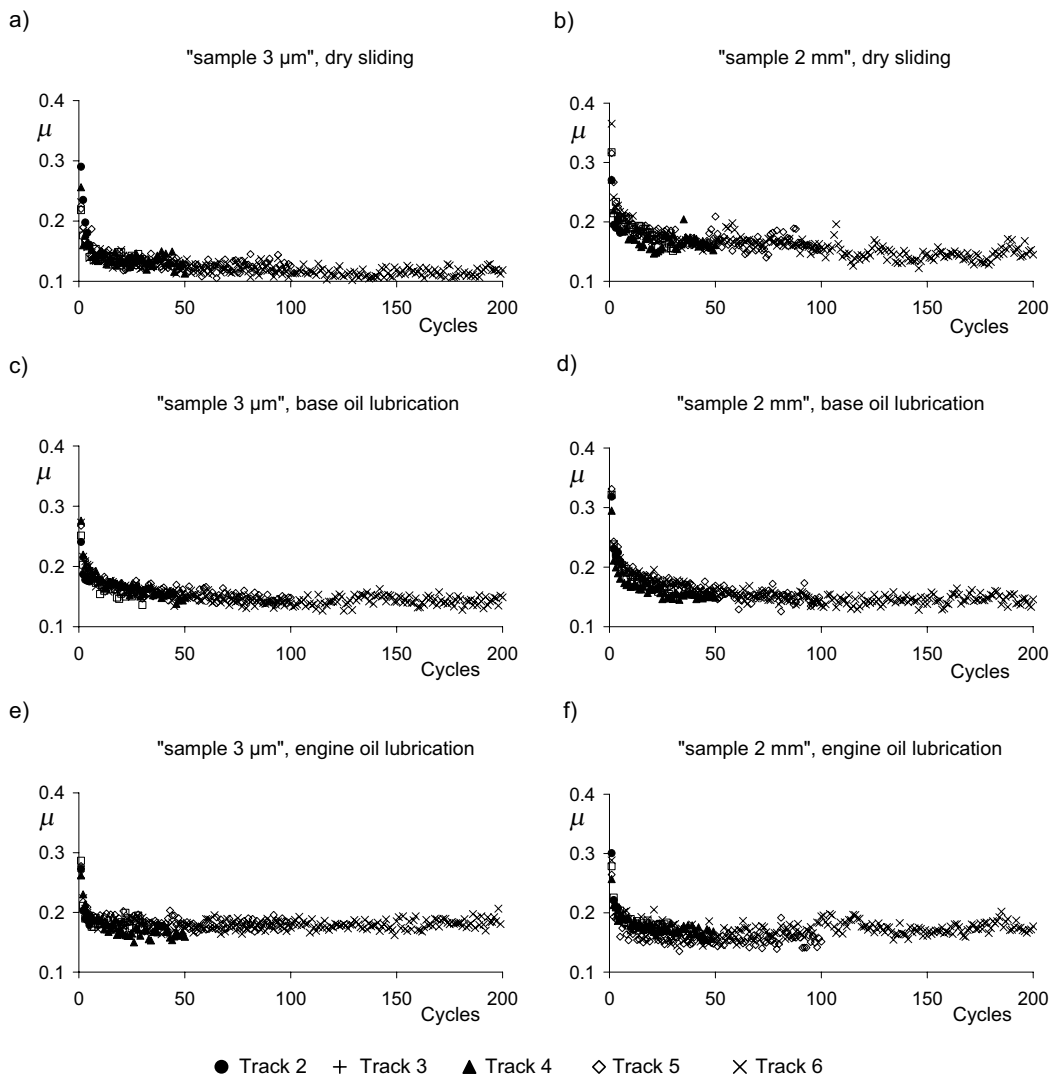 a)
"sample 3 µm", dry sliding
0.4
µ
0.3
0.2
0.1
0 50 100 150 200
Cycles
b)
"sample 2 mm", dry sliding
0.4
µ
0.3
0.2
0.1
0 50 100 150 200
Cycles
c)
"sample 3 µm", base oil lubrication
0.4
µ
0.3
0.2
0.1
0 50 100 150 200
Cycles
d)
"sample 2 mm", base oil lubrication
0.4
µ
0.3
0.2
0.1
0 50 100 150 200
Cycles
e)
"sample 3 µm", engine oil lubrication
0.4
µ
0.3
0.2
0.1
0 50 100 150 200
Cycles
f)
"sample 2 mm", engine oil lubrication
0.4
µ
0.3
0.2
0.1
0 50 100 150 200
Cycles
Track 2 Track 3 Track 4 Track 5 Track 6